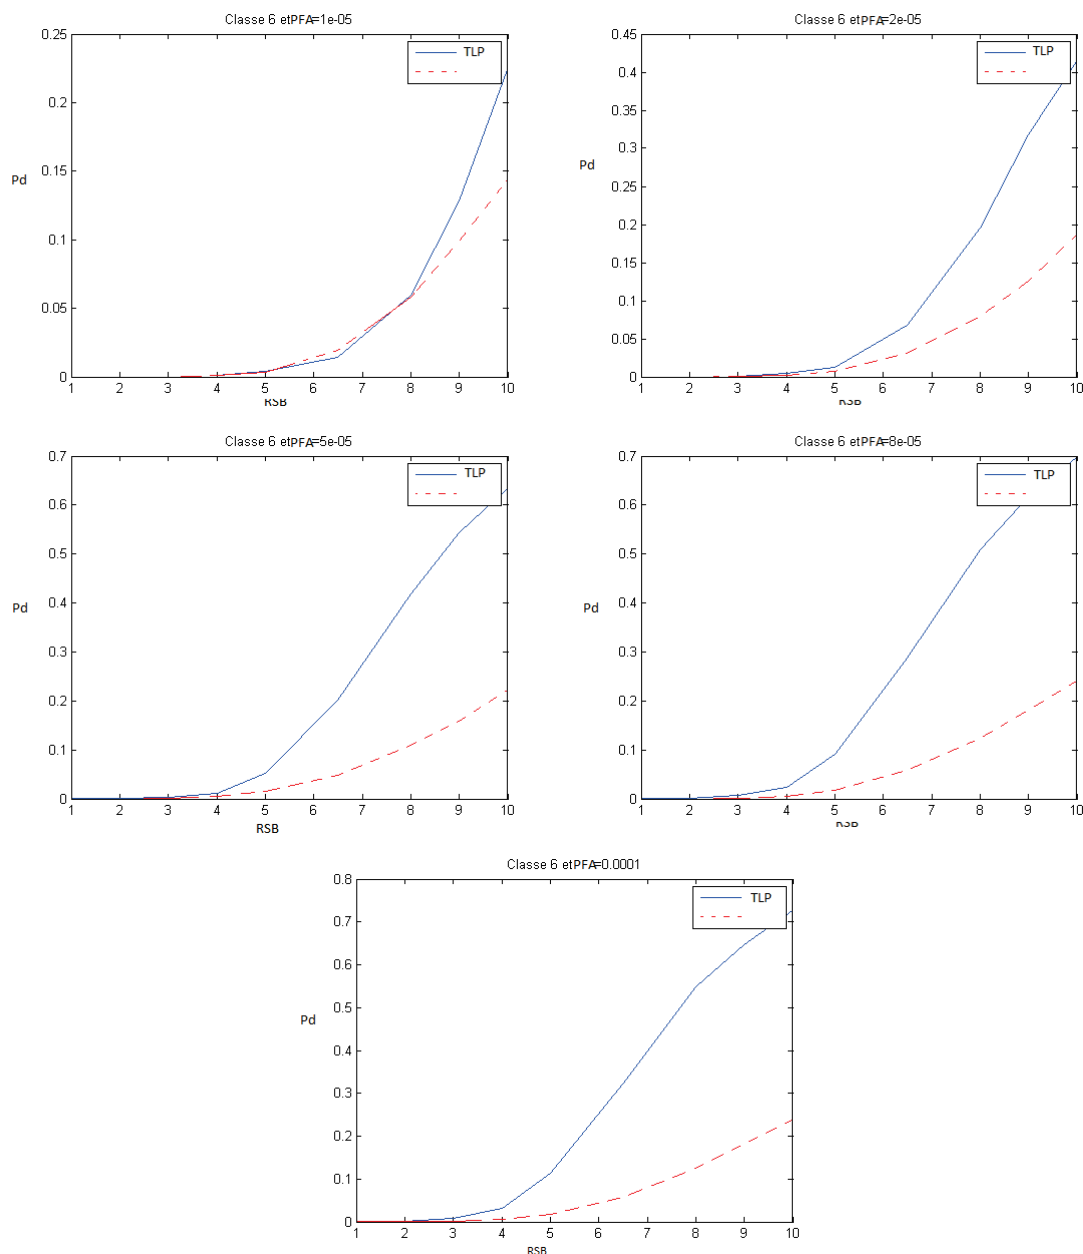 Classe 6 etPFA=1e-05
0.25
0.2
0.15
0.1
0.05
0
Pd
1 2 3 4 5 6 7 8 9 10
RSB
TLP
Classe 6 etPFA=2e-05
0.45
0.4
0.35
0.3
0.25
0.2
0.15
0.1
0.05
0
Pd
1 2 3 4 5 6 7 8 9 10
RSB
TLP
Classe 6 etPFA=5e-05
0.7
0.6
0.5
0.4
0.3
0.2
0.1
0
Pd
1 2 3 4 5 6 7 8 9 10
RSB
TLP
Classe 6 etPFA=8e-05
0.7
0.6
0.5
0.4
0.3
0.2
0.1
0
Pd
1 2 3 4 5 6 7 8 9 10
RSB
TLP
Classe 6 etPFA=0.0001
0.8
0.7
0.6
0.5
0.4
0.3
0.2
0.1
0
Pd
1 2 3 4 5 6 7 8 9 10
RSB
TLP